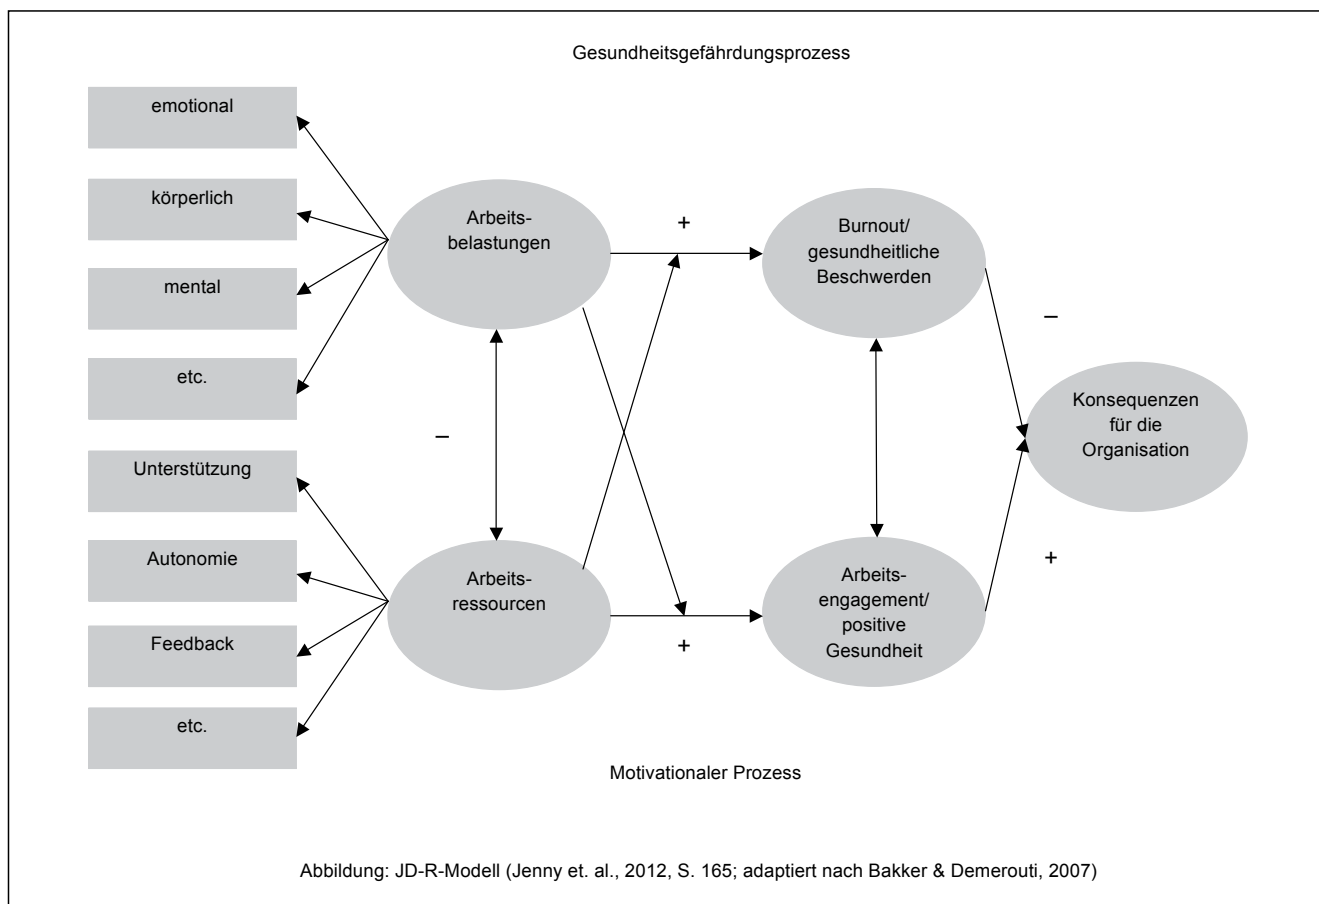 Gesundheitsgefährdungsprozess
emotional
körperlich
mental
etc.
Unterstützung
Autonomie
Feedback
etc.
Arbeits-
belastungen
–
Arbeits-
ressourcen
+
+
Burnout/
gesundheitliche
Beschwerden
Arbeits-
engagement/
positive
Gesundheit
–
+
Konsequenzen
für die
Organisation
Motivationaler Prozess
Abbildung: JD-R-Modell (Jenny et. al., 2012, S. 165; adaptiert nach Bakker & Demerouti, 2007)